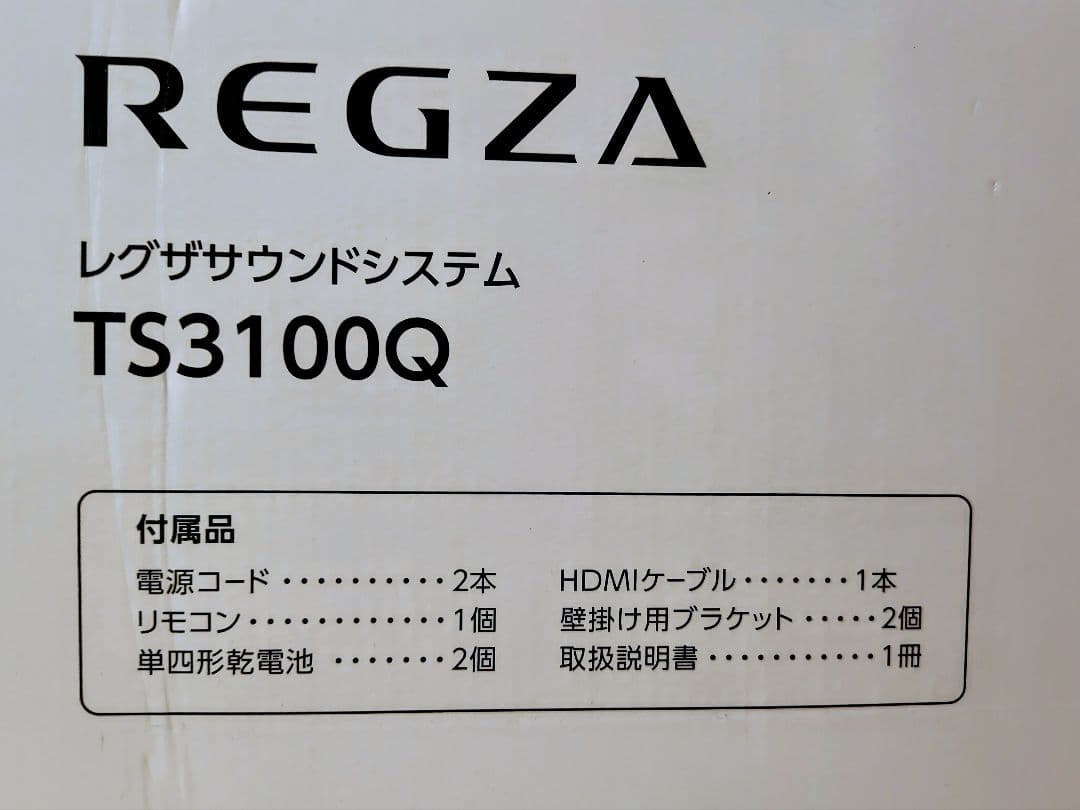 REGZA
レグザサウンドシステム
TS3100Q
付属品
電源コード ・・・・・・・・・・ 2本
リモコン・・・・・・・・・・・・1個
単四形乾電池 ・・・・・・・2個
HDMIケーブル・・・・・・・1本
壁掛け用ブラケット ・・・・・2個
取扱説明書 ・・・・・・・・・・・1冊